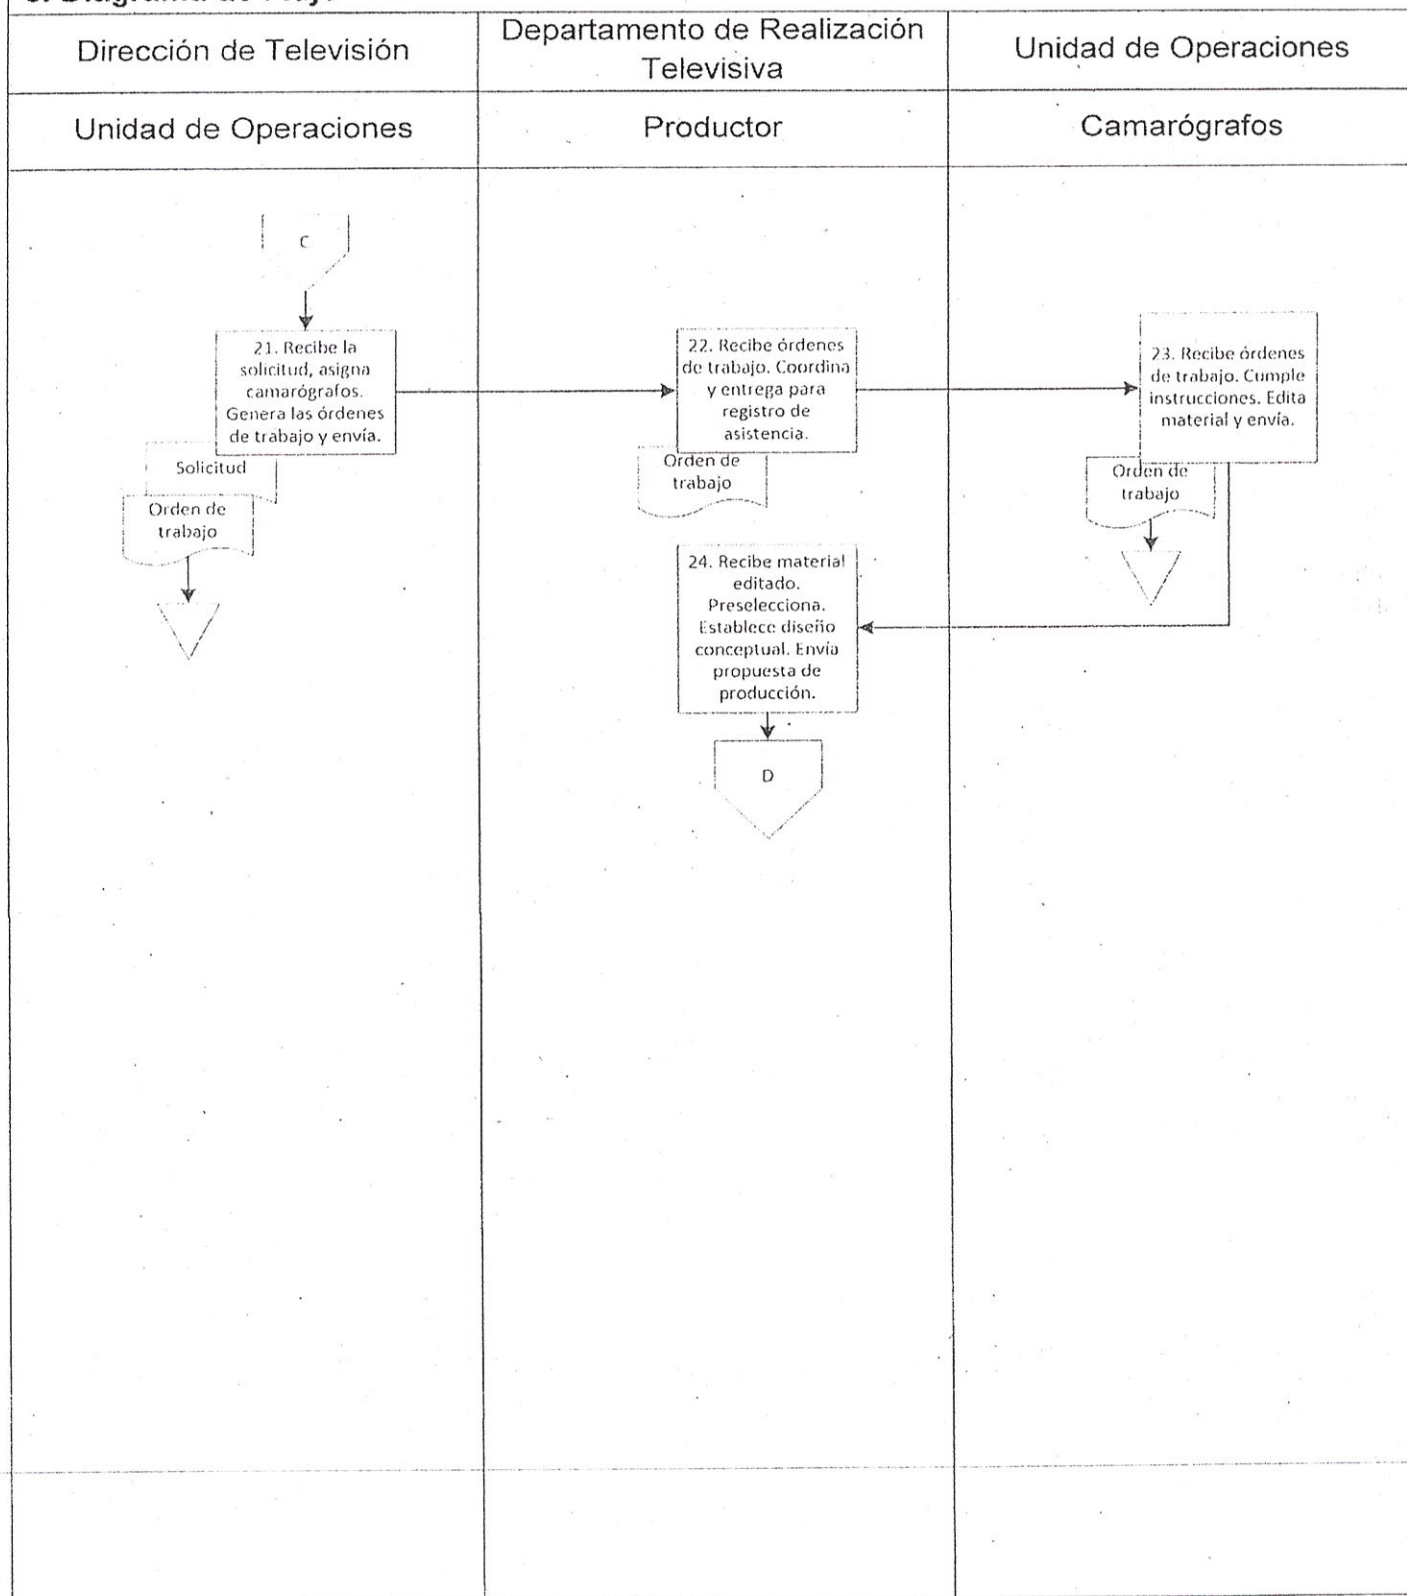 Dirección de Televisión
Departamento de Realización
Televisiva
Unidad de Operaciones
Unidad de Operaciones
Productor
Camarógrafos
C
21. Recibe la
solicitud, asigna
camarógrafos.
Genera las órdenes
de trabajo y envía.
Solicitud
Orden de
trabajo
22. Recibe órdenes
de trabajo. Coordina
y entrega para
registro de
asistencia.
Orden de
trabajo
23. Recibe órdenes
de trabajo. Cumple
instrucciones. Edita
material y envía.
Orden de
trabajo
24. Recibe material
editado.
Preselecciona.
Establece diseño
conceptual. Envía
propuesta de
producción.
D